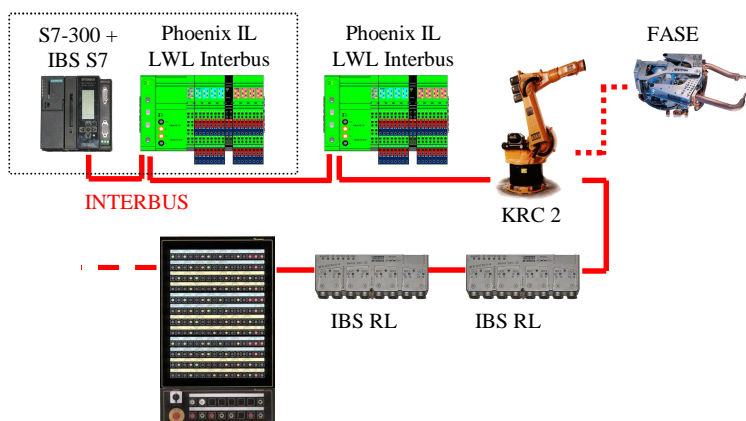 S7-300 +
IBS S7
Phoenix IL
LWL Interbus
Phoenix IL
LWL Interbus
FASE
INTERBUS
KRC 2
IBS RL
IBS RL